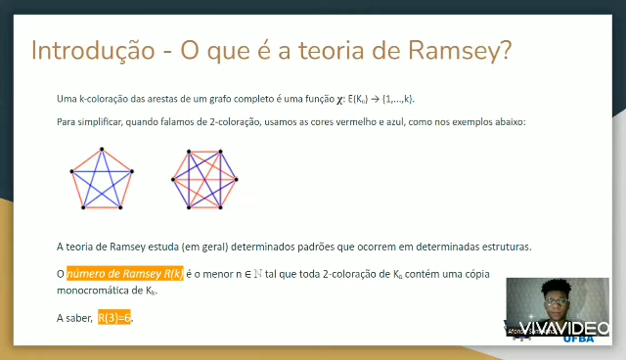 Introdução - O que é a teoria de Ramsey?
Uma k-coloração das arestas de um grafo completo é uma função χ: E(Kₙ) → {1,...,k}.
Para simplificar, quando falamos de 2-coloração, usamos as cores vermelho e azul, como nos exemplos abaixo:
A teoria de Ramsey estuda (em geral) determinados padrões que ocorrem em determinadas estruturas.
O número de Ramsey R(k) é o menor n ∈ ℕ tal que toda 2-coloração de Kₙ contém uma cópia
monocromática de Kₖ.
A saber, R(3)=6.
VIVAVIDEO
UFBA